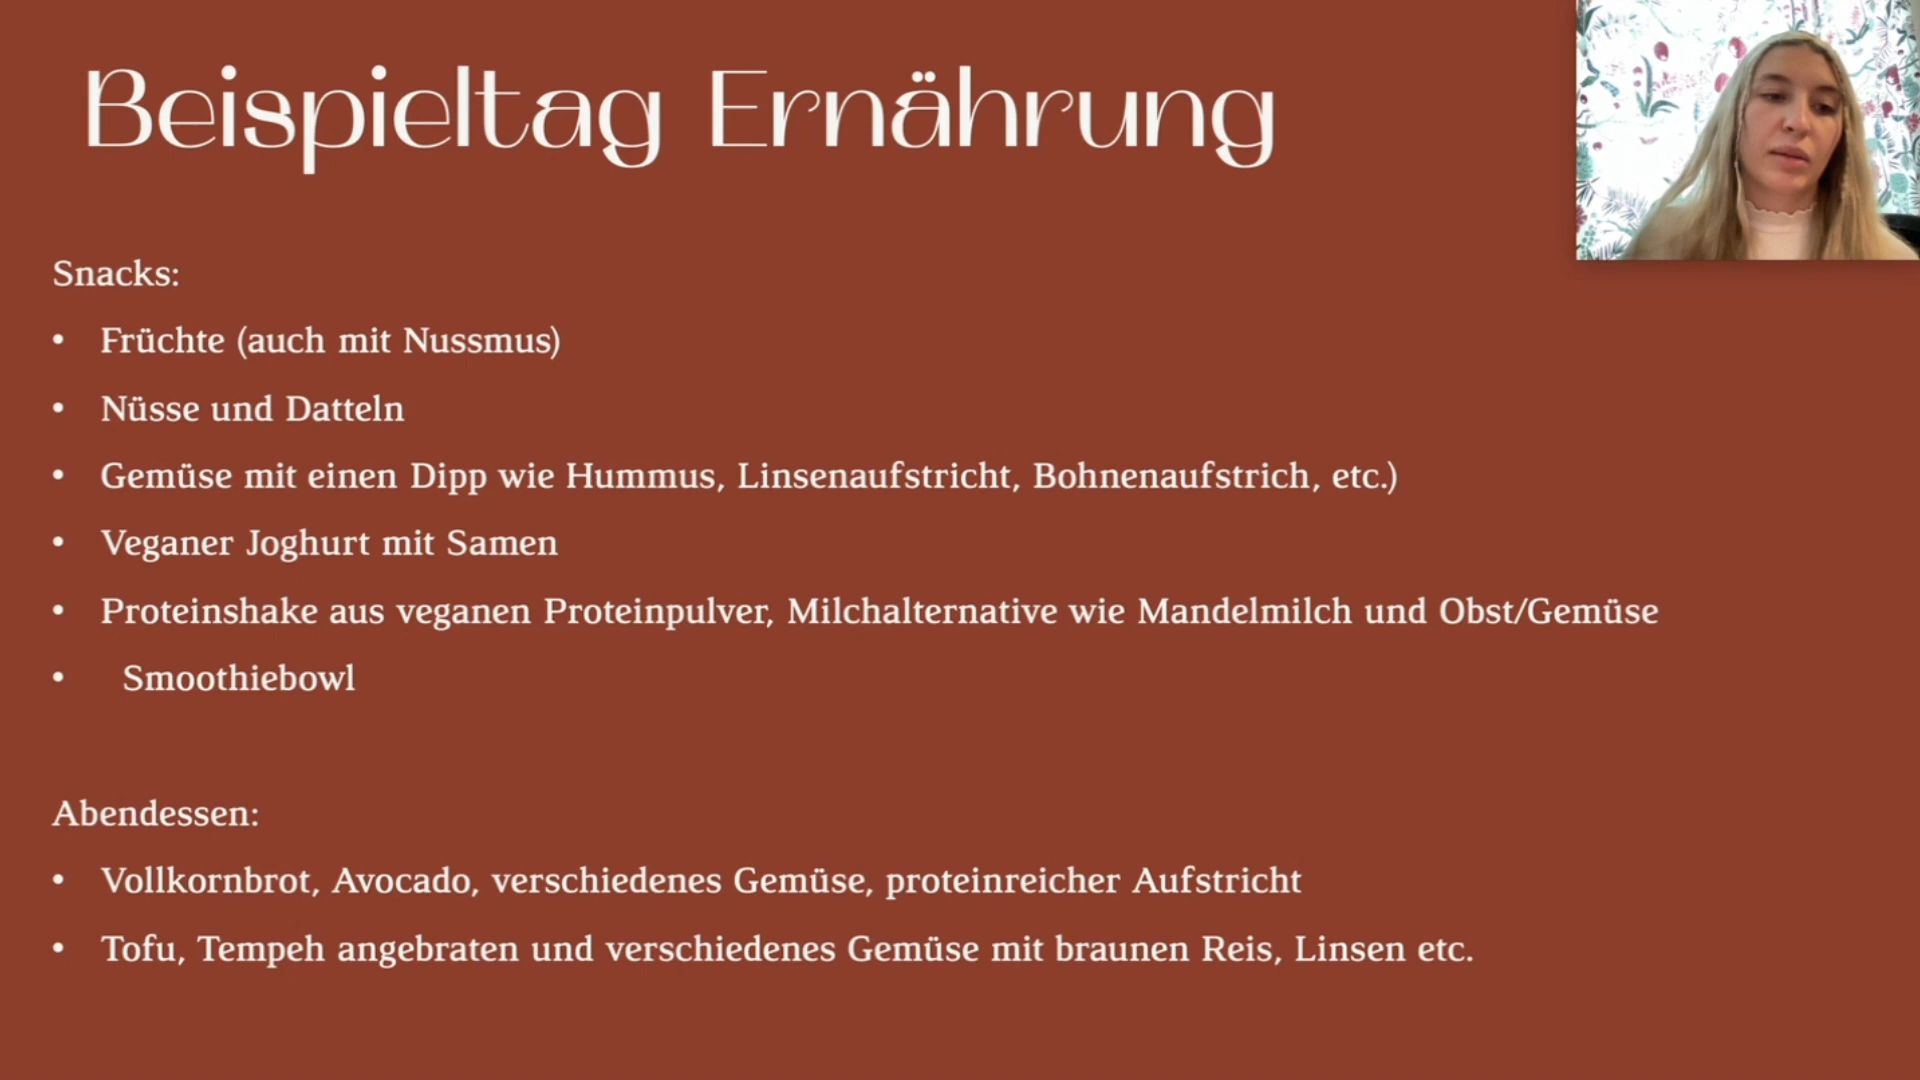 Beispieltag Ernährung
Snacks:
• Früchte (auch mit Nussmus)
• Nüsse und Datteln
• Gemüse mit einen Dipp wie Hummus, Linsenaufstricht, Bohnenaufstrich, etc.)
• Veganer Joghurt mit Samen
• Proteinshake aus veganen Proteinpulver, Milchalternative wie Mandelmilch und Obst/Gemüse
• Smoothiebowl
Abendessen:
• Vollkornbrot, Avocado, verschiedenes Gemüse, proteinreicher Aufstricht
• Tofu, Tempeh angebraten und verschiedenes Gemüse mit braunen Reis, Linsen etc.